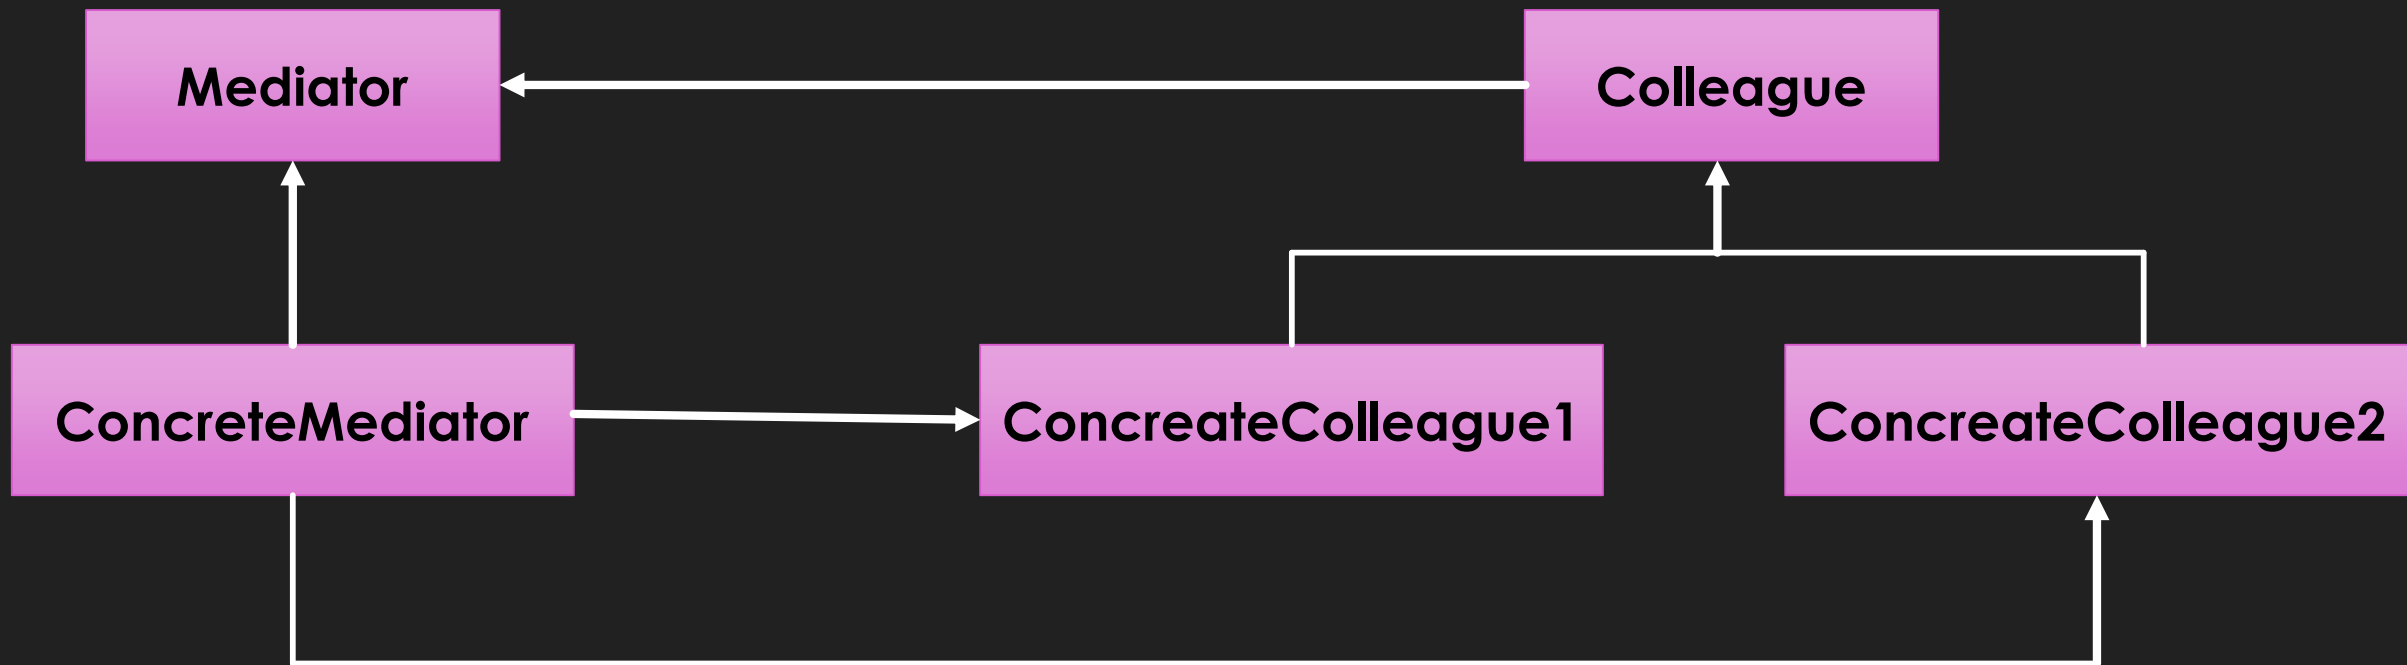 Mediator
Colleague
ConcreteMediator
ConcreateColleague1
ConcreateColleague2